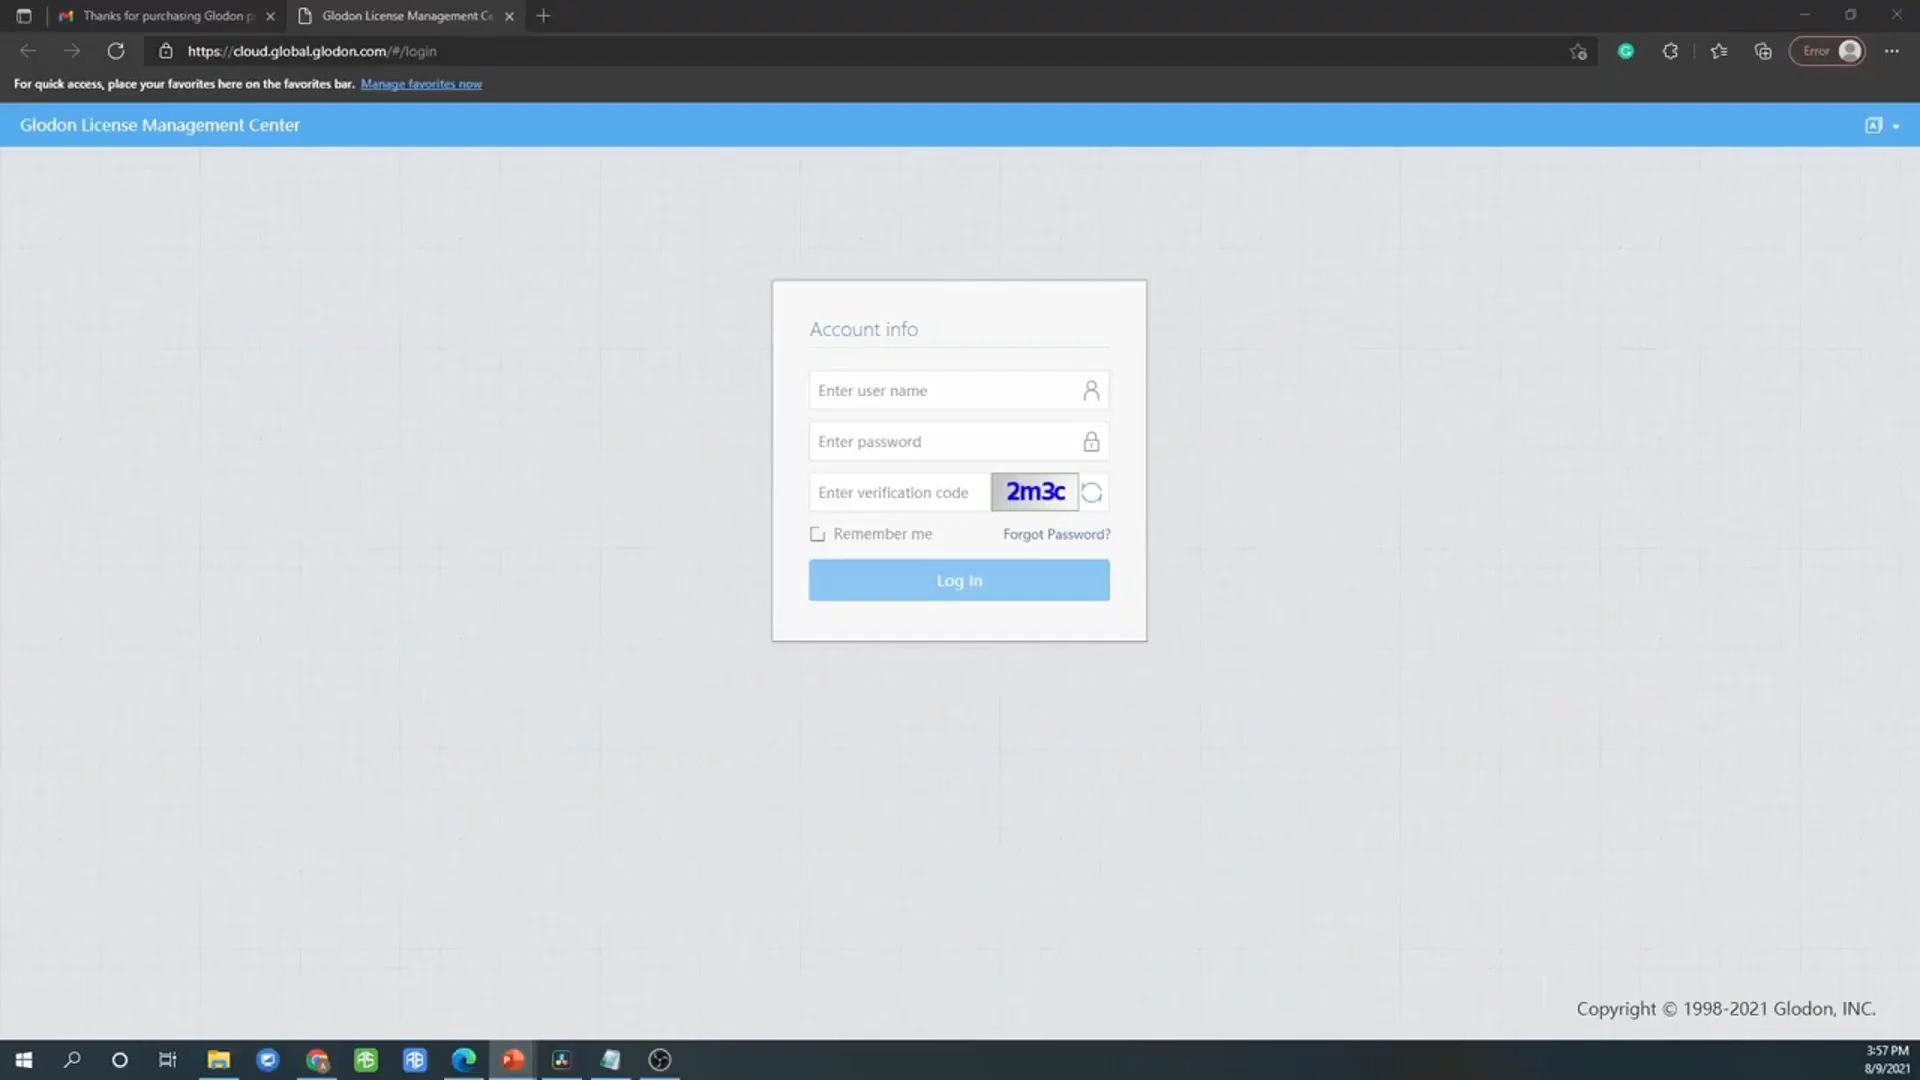 Thanks for purchasing Glodon p
Glodon License Management Ce
https://cloud.global.glodon.com/#/login
Error
For quick access, place your favorites here on the favorites bar. Manage favorites now
Glodon License Management Center
Account info
Enter user name
Enter password
Enter verification code 2m3c
Remember me Forgot Password?
Log In
Copyright © 1998-2021 Glodon, INC.
3:57 PM
8/9/2021